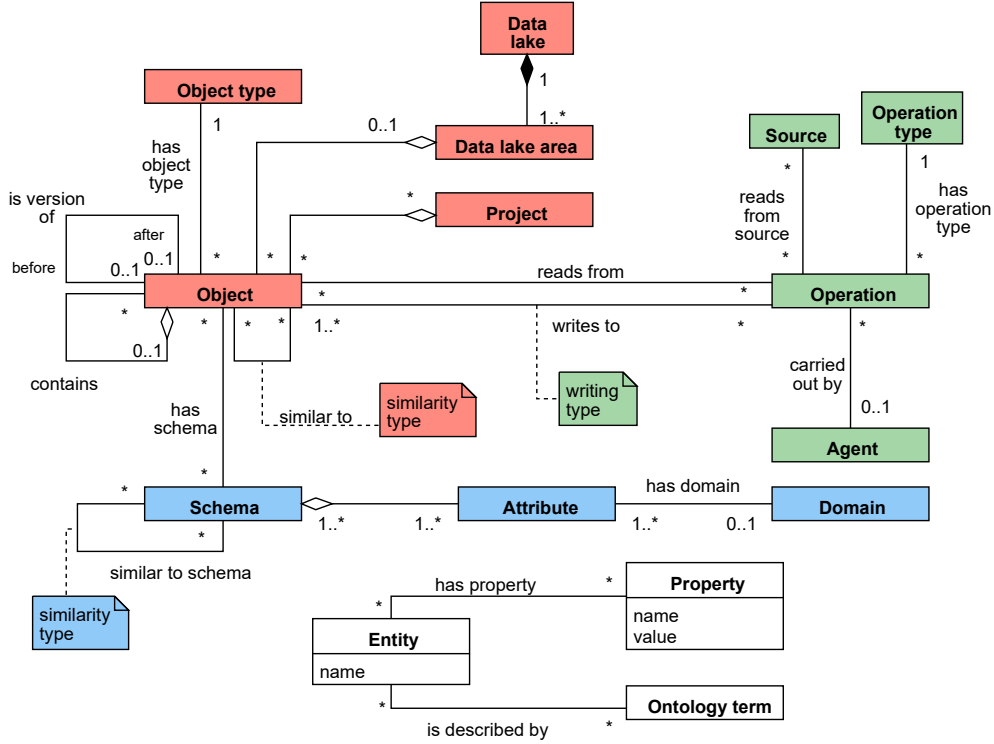 Data
lake
1
1..*
Object type
1
has
object
type
0..1
Data lake area
*
Project
Source
*
reads
from
source
*
Operation
type
1
has
operation
type
*
is version
of
after
0..1
before
0..1
*
*
*
Object
reads from
*
*
Operation
*
0..1
contains
*
*
*
1..*
writes to
*
*
carried
out by
0..1
Agent
has
schema
*
similar to
similarity
type
writing
type
*
Schema
1..*
1..*
Attribute
has domain
1..*
0..1
Domain
*
similar to schema
similarity
type
has property
*
*
Property
name
value
Entity
name
*
is described by
*
Ontology term